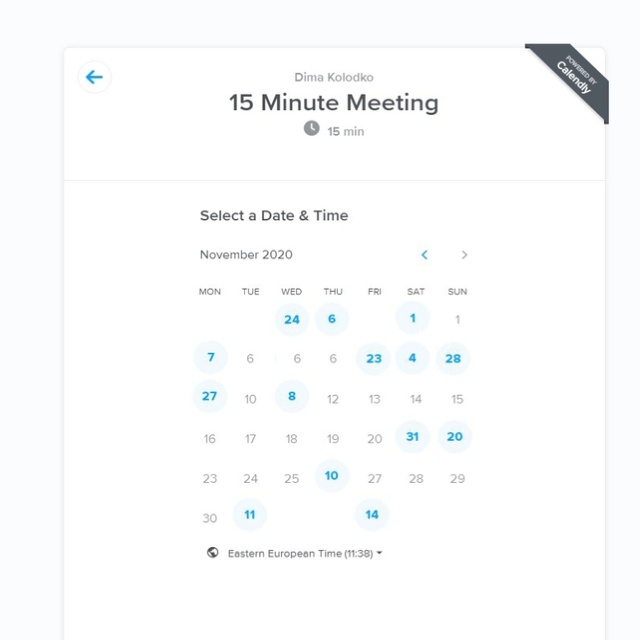 POWERED BY
Calendly
Dima Kolodko
15 Minute Meeting
15 min
Select a Date & Time
November 2020
MON TUE WED THU FRI SAT SUN
24 6 1 1
7 6 6 6 23 4 28
27 10 8 12 13 14 15
16 17 18 19 20 31 20
23 24 25 10 27 28 29
30 11 14
Eastern European Time (11:38)